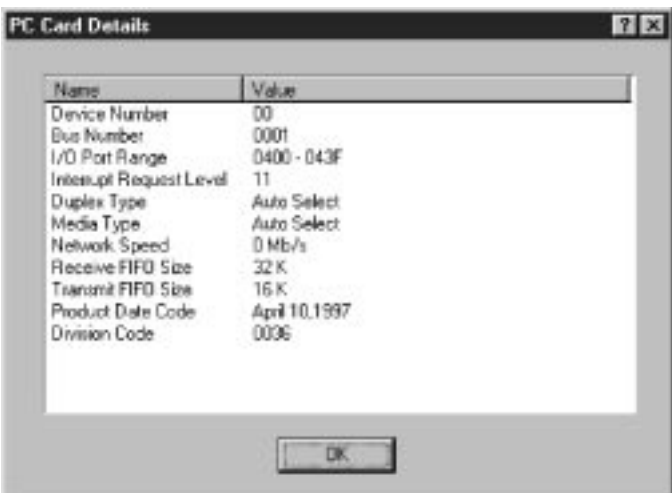 PC Card Details
? X
Name Value
Device Number 00
Bus Number 0001
I/O Port Range 0400 - 043F
Interrupt Request Level 11
Duplex Type Auto Select
Media Type Auto Select
Network Speed 0 Mb/s
Receive FIFO Size 32 K
Transmit FIFO Size 16 K
Product Date Code April 10,1997
Division Code 0036
OK